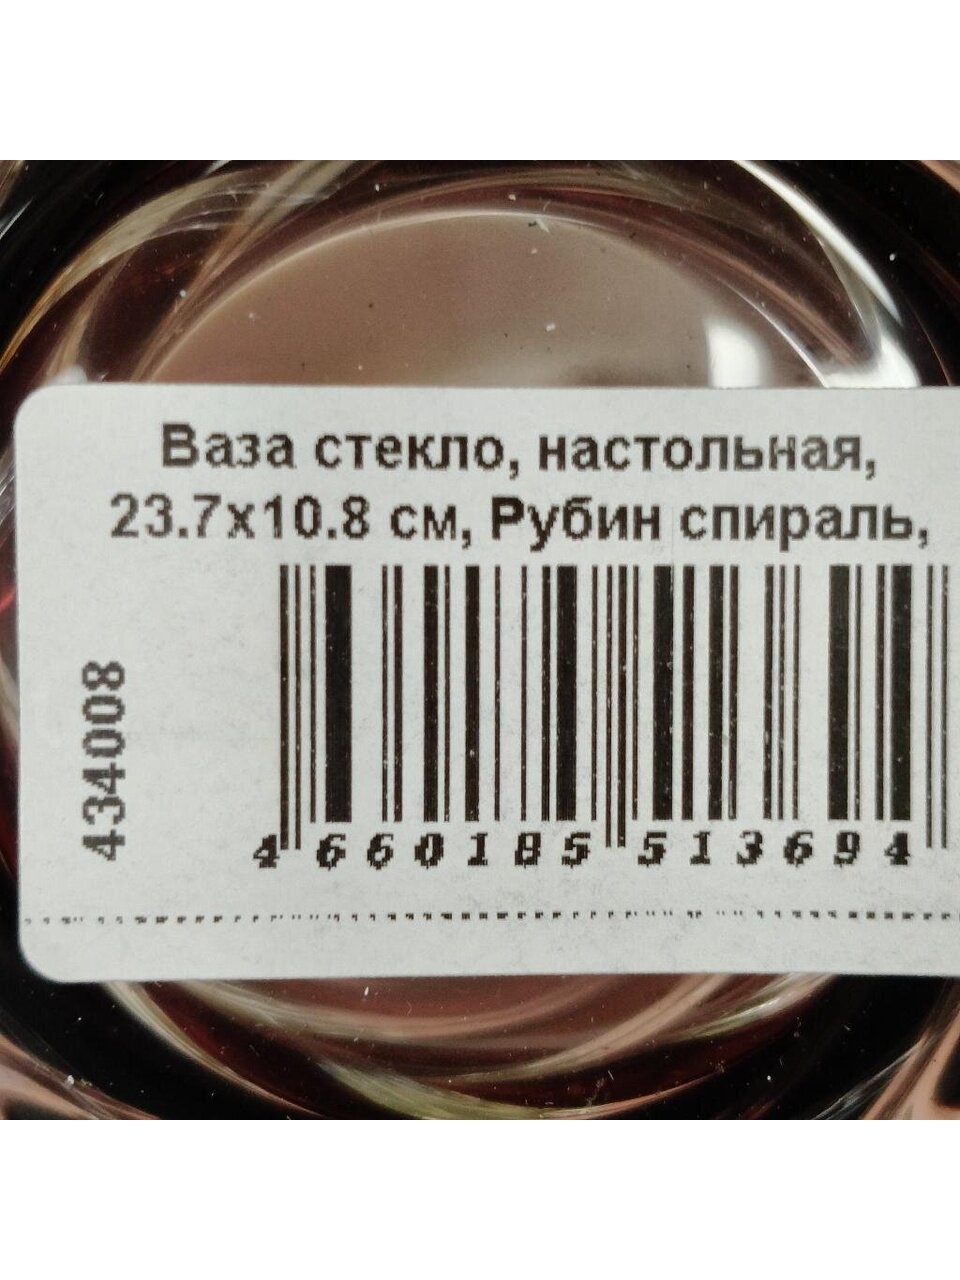 Ваза стекло, настольная,
23.7x10.8 см, Рубин спираль,
434008
4 660185 513694